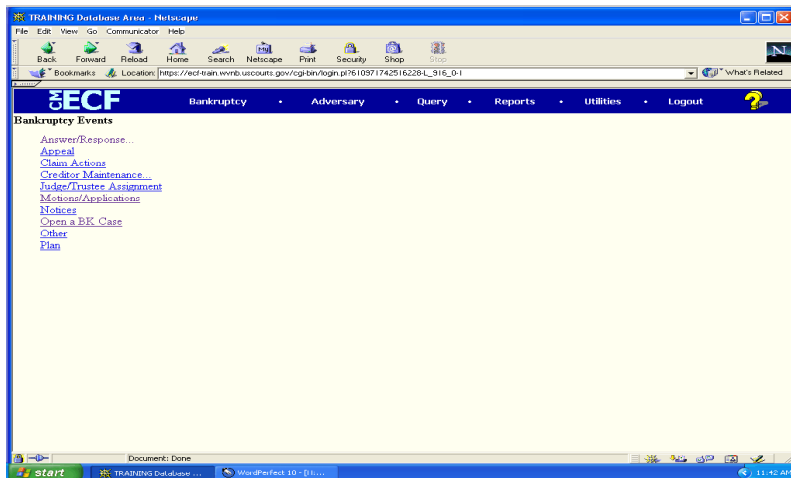 TRAINING Database Area - Netscape
File Edit View Go Communicator Help
Back Forward Reload Home Search Netscape Print Security Shop Stop
Bookmarks Location: https://ecf-train.wvnb.uscourts.gov/cgi-bin/login.pl?610971742516228-L_916_0-1 What's Related
CM ECF Bankruptcy • Adversary • Query • Reports • Utilities • Logout ?
Bankruptcy Events
Answer/Response...
Appeal
Claim Actions
Creditor Maintenance...
Judge/Trustee Assignment
Motions/Applications
Notices
Open a BK Case
Other
Plan
Document: Done
start TRAINING Database ... WordPerfect 10 - 11:42 AM